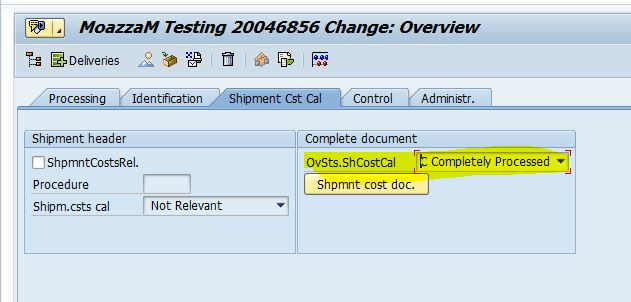 MoazzaM Testing 20046856 Change: Overview
Deliveries
Processing Identification Shipment Cst Cal Control Administr.
Shipment header
ShpmntCostsRel.
Procedure
Shipm.csts cal Not Relevant
Complete document
OvSts.ShCostCal C Completely Processed
Shpmnt cost doc.